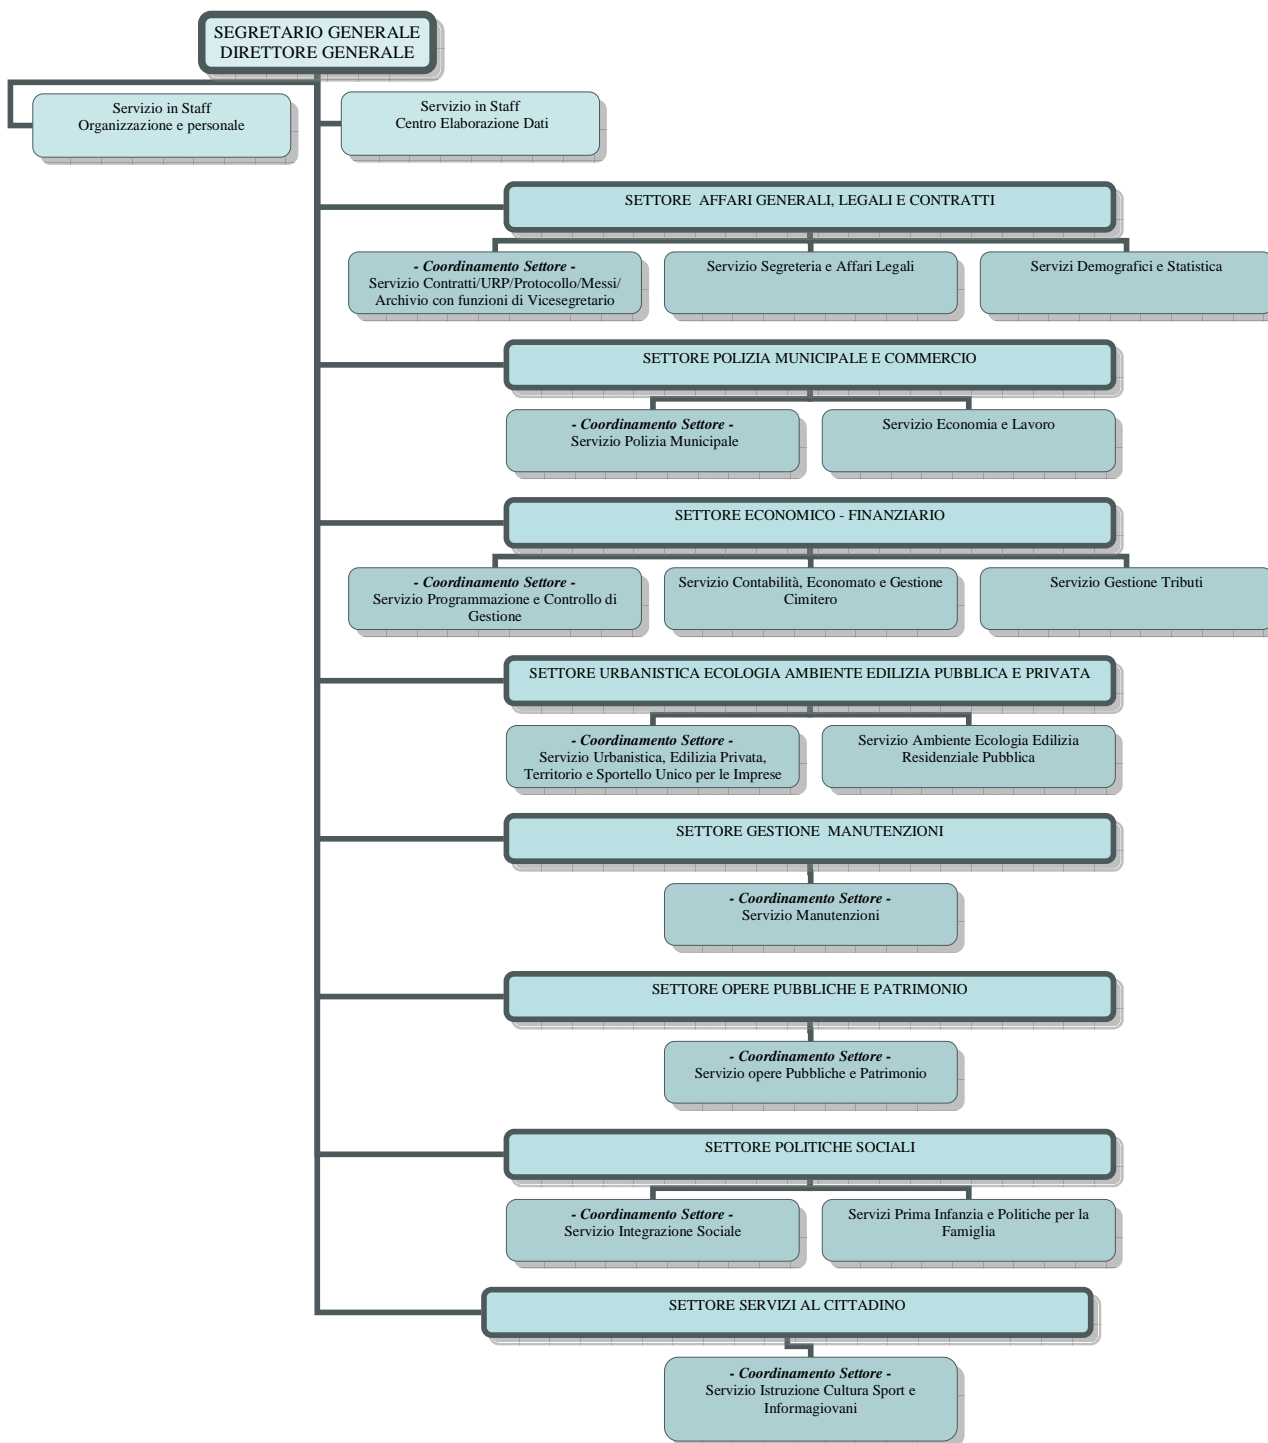 SEGRETARIO GENERALE
DIRETTORE GENERALE
Servizio in Staff
Organizzazione e personale
Servizio in Staff
Centro Elaborazione Dati
SETTORE AFFARI GENERALI, LEGALI E CONTRATTI
- Coordinamento Settore -
Servizio Contratti/URP/Protocollo/Messi/
Archivio con funzioni di Vicesegretario
Servizio Segreteria e Affari Legali
Servizi Demografici e Statistica
SETTORE POLIZIA MUNICIPALE E COMMERCIO
- Coordinamento Settore -
Servizio Polizia Municipale
Servizio Economia e Lavoro
SETTORE ECONOMICO - FINANZIARIO
- Coordinamento Settore -
Servizio Programmazione e Controllo di
Gestione
Servizio Contabilità, Economato e Gestione
Cimitero
Servizio Gestione Tributi
SETTORE URBANISTICA ECOLOGIA AMBIENTE EDILIZIA PUBBLICA E PRIVATA
- Coordinamento Settore -
Servizio Urbanistica, Edilizia Privata,
Territorio e Sportello Unico per le Imprese
Servizio Ambiente Ecologia Edilizia
Residenziale Pubblica
SETTORE GESTIONE MANUTENZIONI
- Coordinamento Settore -
Servizio Manutenzioni
SETTORE OPERE PUBBLICHE E PATRIMONIO
- Coordinamento Settore -
Servizio opere Pubbliche e Patrimonio
SETTORE POLITICHE SOCIALI
- Coordinamento Settore -
Servizio Integrazione Sociale
Servizi Prima Infanzia e Politiche per la
Famiglia
SETTORE SERVIZI AL CITTADINO
- Coordinamento Settore -
Servizio Istruzione Cultura Sport e
Informagiovani